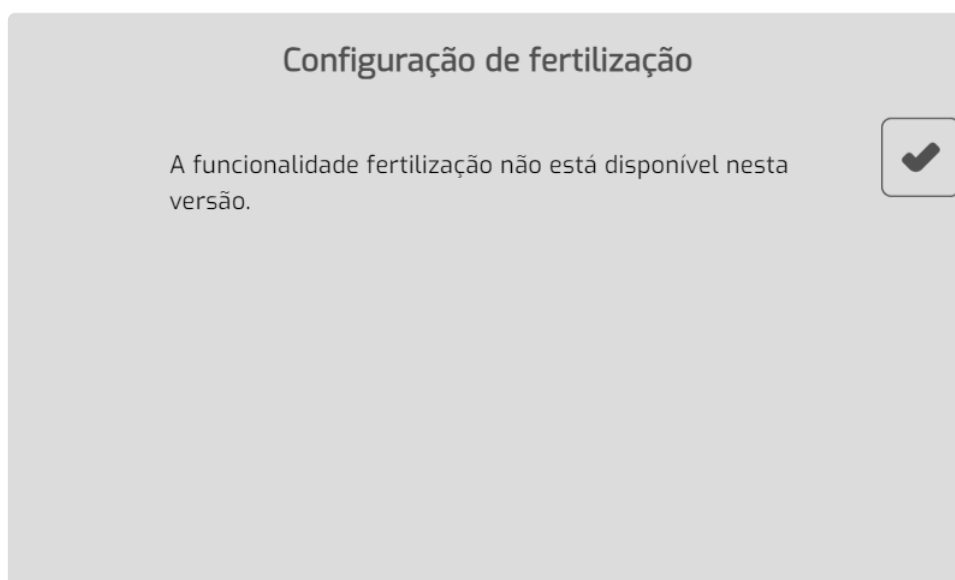 Configuração de fertilização
A funcionalidade fertilização não está disponível nesta
versão.